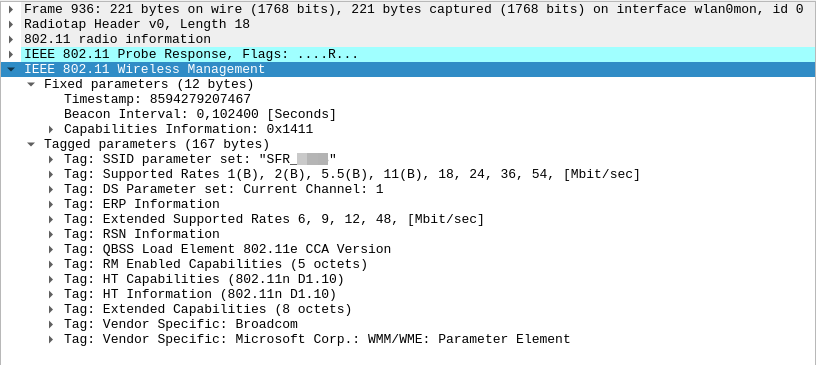 Frame 936: 221 bytes on wire (1768 bits), 221 bytes captured (1768 bits) on interface wlan0mon, id 0
Radiotap Header v0, Length 18
802.11 radio information
IEEE 802.11 Probe Response, Flags: ....R...
IEEE 802.11 Wireless Management
Fixed parameters (12 bytes)
Timestamp: 8594279207467
Beacon Interval: 0,102400 [Seconds]
Capabilities Information: 0x1411
Tagged parameters (167 bytes)
Tag: SSID parameter set: "SFR_ "
Tag: Supported Rates 1(B), 2(B), 5.5(B), 11(B), 18, 24, 36, 54, [Mbit/sec]
Tag: DS Parameter set: Current Channel: 1
Tag: ERP Information
Tag: Extended Supported Rates 6, 9, 12, 48, [Mbit/sec]
Tag: RSN Information
Tag: QBSS Load Element 802.11e CCA Version
Tag: RM Enabled Capabilities (5 octets)
Tag: HT Capabilities (802.11n D1.10)
Tag: HT Information (802.11n D1.10)
Tag: Extended Capabilities (8 octets)
Tag: Vendor Specific: Broadcom
Tag: Vendor Specific: Microsoft Corp.: WMM/WME: Parameter Element